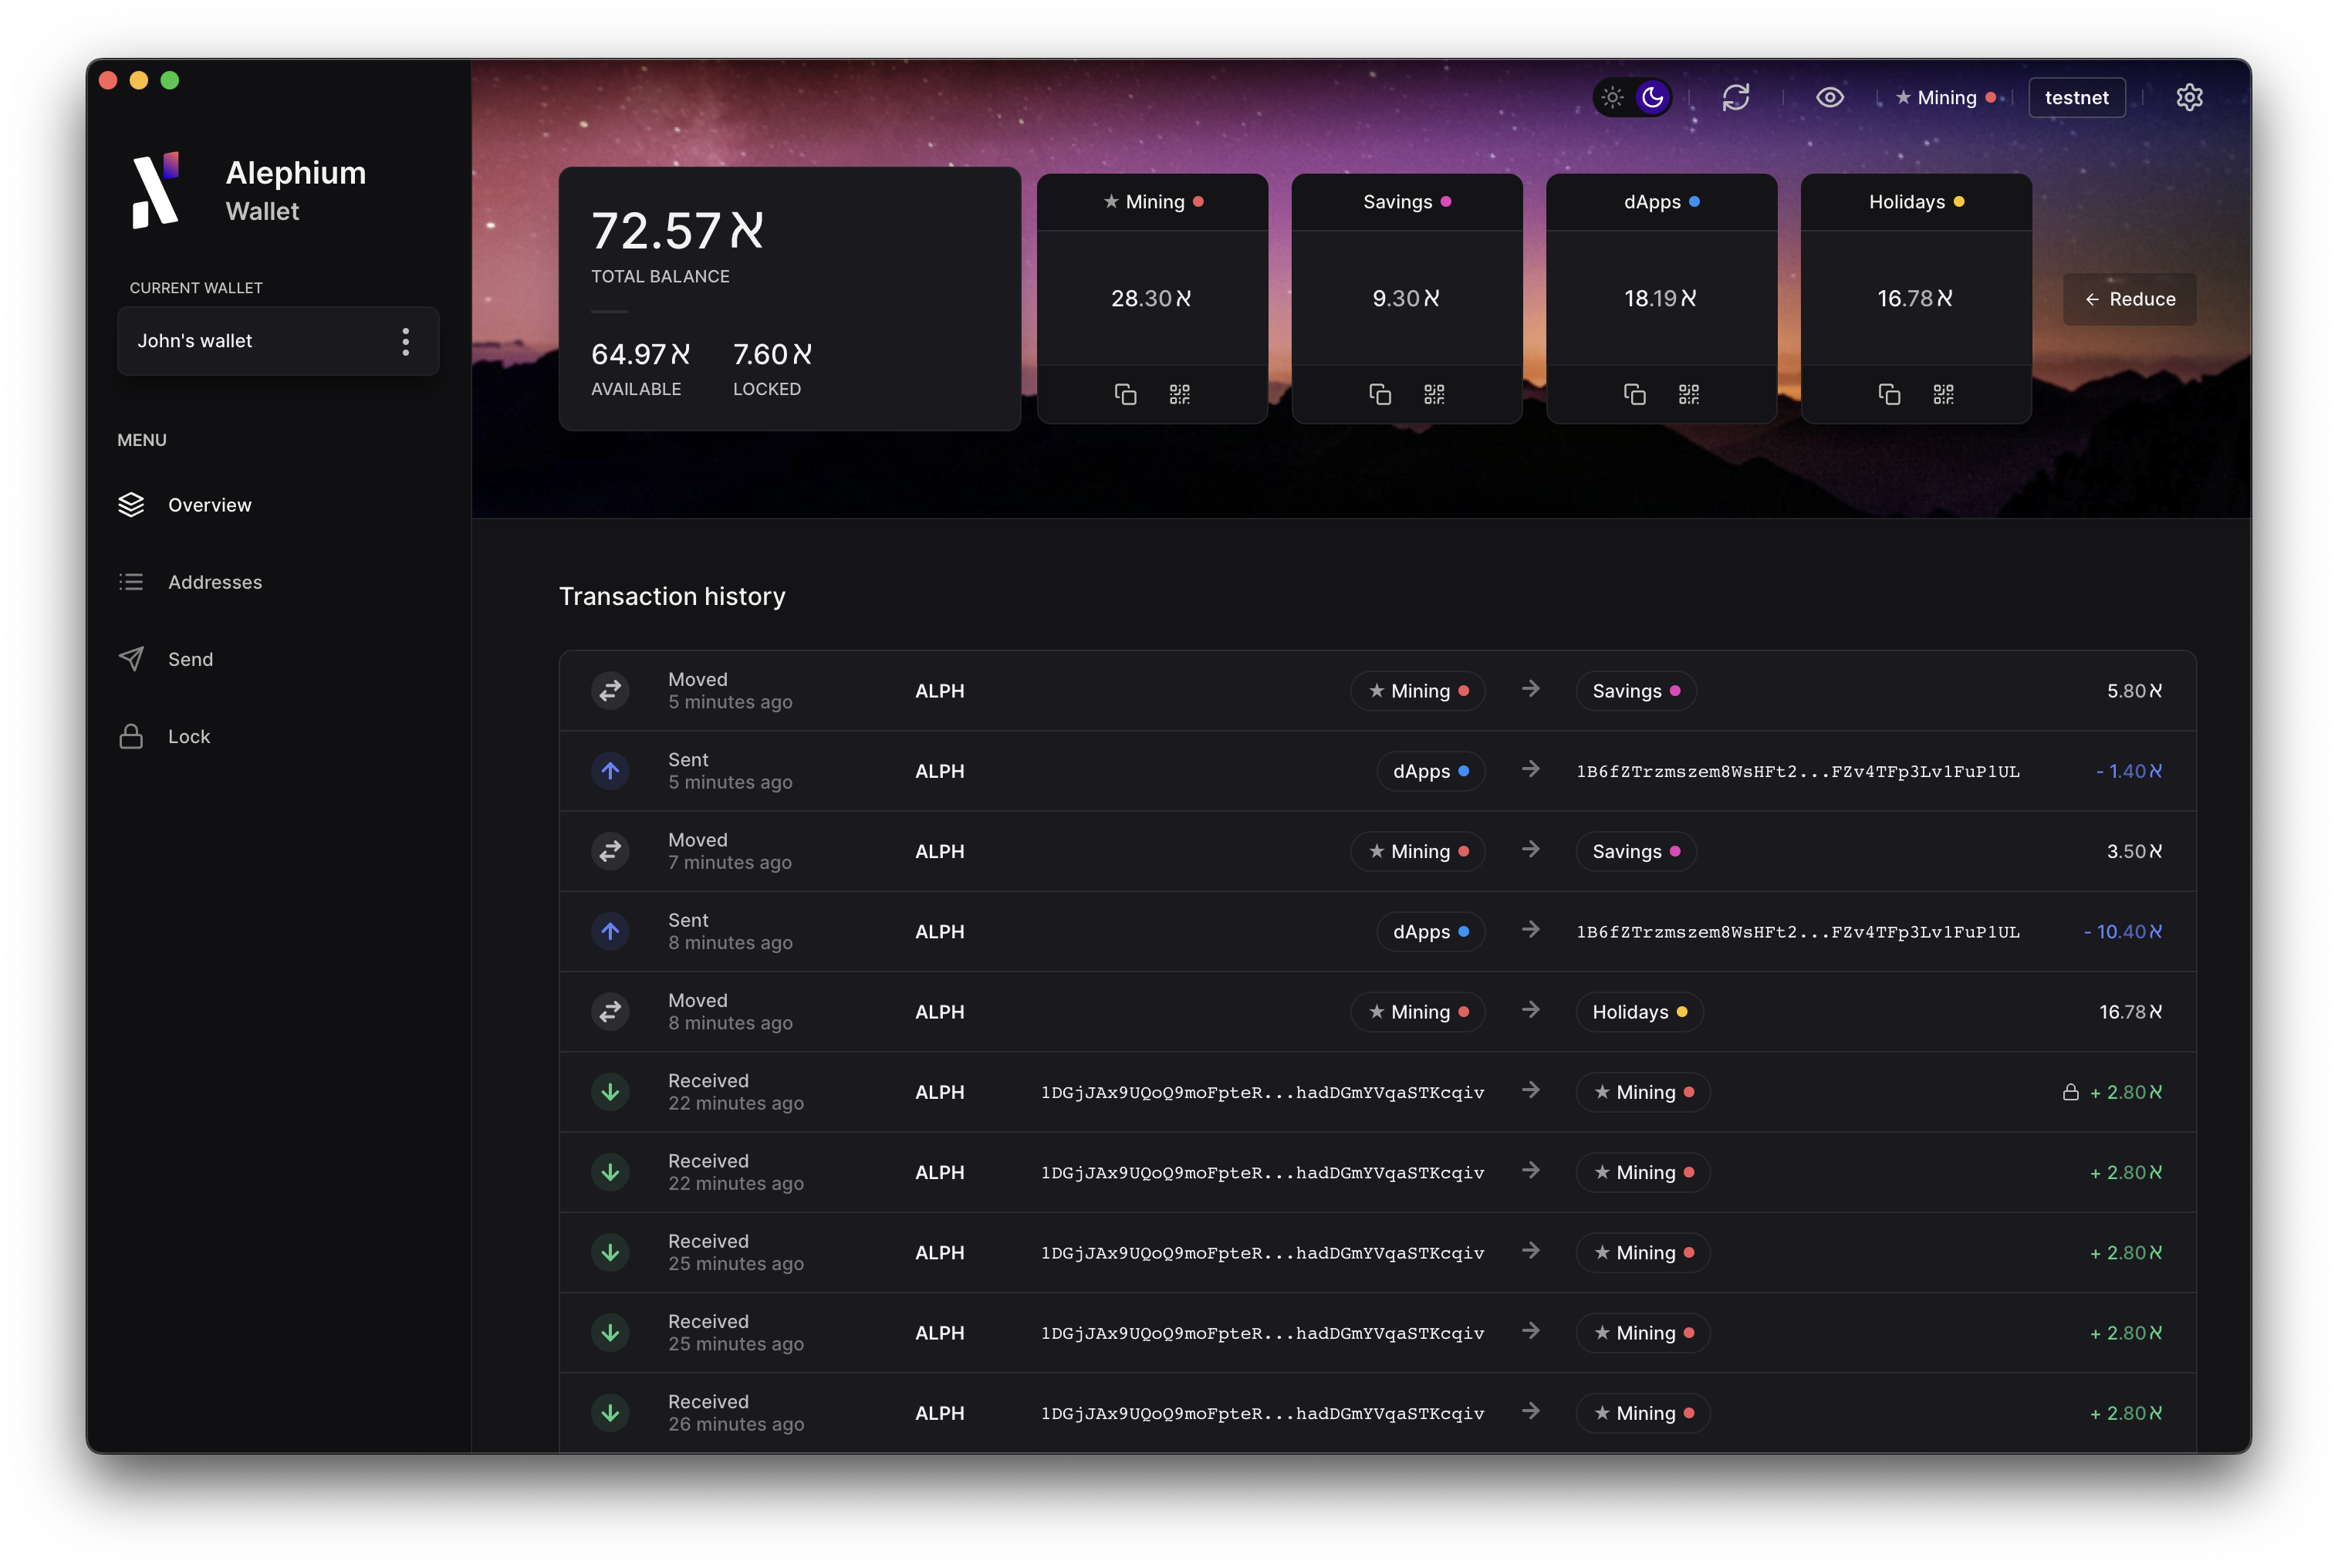 Alephium
Wallet
CURRENT WALLET
John's wallet
MENU
Overview
Addresses
Send
Lock
★ Mining
testnet
72.57 ℵ
TOTAL BALANCE
64.97 ℵ 7.60 ℵ
AVAILABLE LOCKED
★ Mining
28.30 ℵ
Savings
9.30 ℵ
dApps
18.19 ℵ
Holidays
16.78 ℵ
← Reduce
Transaction history
Moved
5 minutes ago
ALPH ★ Mining → Savings 5.80 ℵ
Sent
5 minutes ago
ALPH dApps → 1B6fZTrzmszem8WsHFt2...FZv4TFp3Lv1FuP1UL - 1.40 ℵ
Moved
7 minutes ago
ALPH ★ Mining → Savings 3.50 ℵ
Sent
8 minutes ago
ALPH dApps → 1B6fZTrzmszem8WsHFt2...FZv4TFp3Lv1FuP1UL - 10.40 ℵ
Moved
8 minutes ago
ALPH ★ Mining → Holidays 16.78 ℵ
Received
22 minutes ago
ALPH 1DGjJAx9UQoQ9moFpteR...hadDGmYVqaSTKcqiv → ★ Mining + 2.80 ℵ
Received
22 minutes ago
ALPH 1DGjJAx9UQoQ9moFpteR...hadDGmYVqaSTKcqiv → ★ Mining + 2.80 ℵ
Received
25 minutes ago
ALPH 1DGjJAx9UQoQ9moFpteR...hadDGmYVqaSTKcqiv → ★ Mining + 2.80 ℵ
Received
25 minutes ago
ALPH 1DGjJAx9UQoQ9moFpteR...hadDGmYVqaSTKcqiv → ★ Mining + 2.80 ℵ
Received
26 minutes ago
ALPH 1DGjJAx9UQoQ9moFpteR...hadDGmYVqaSTKcqiv → ★ Mining + 2.80 ℵ